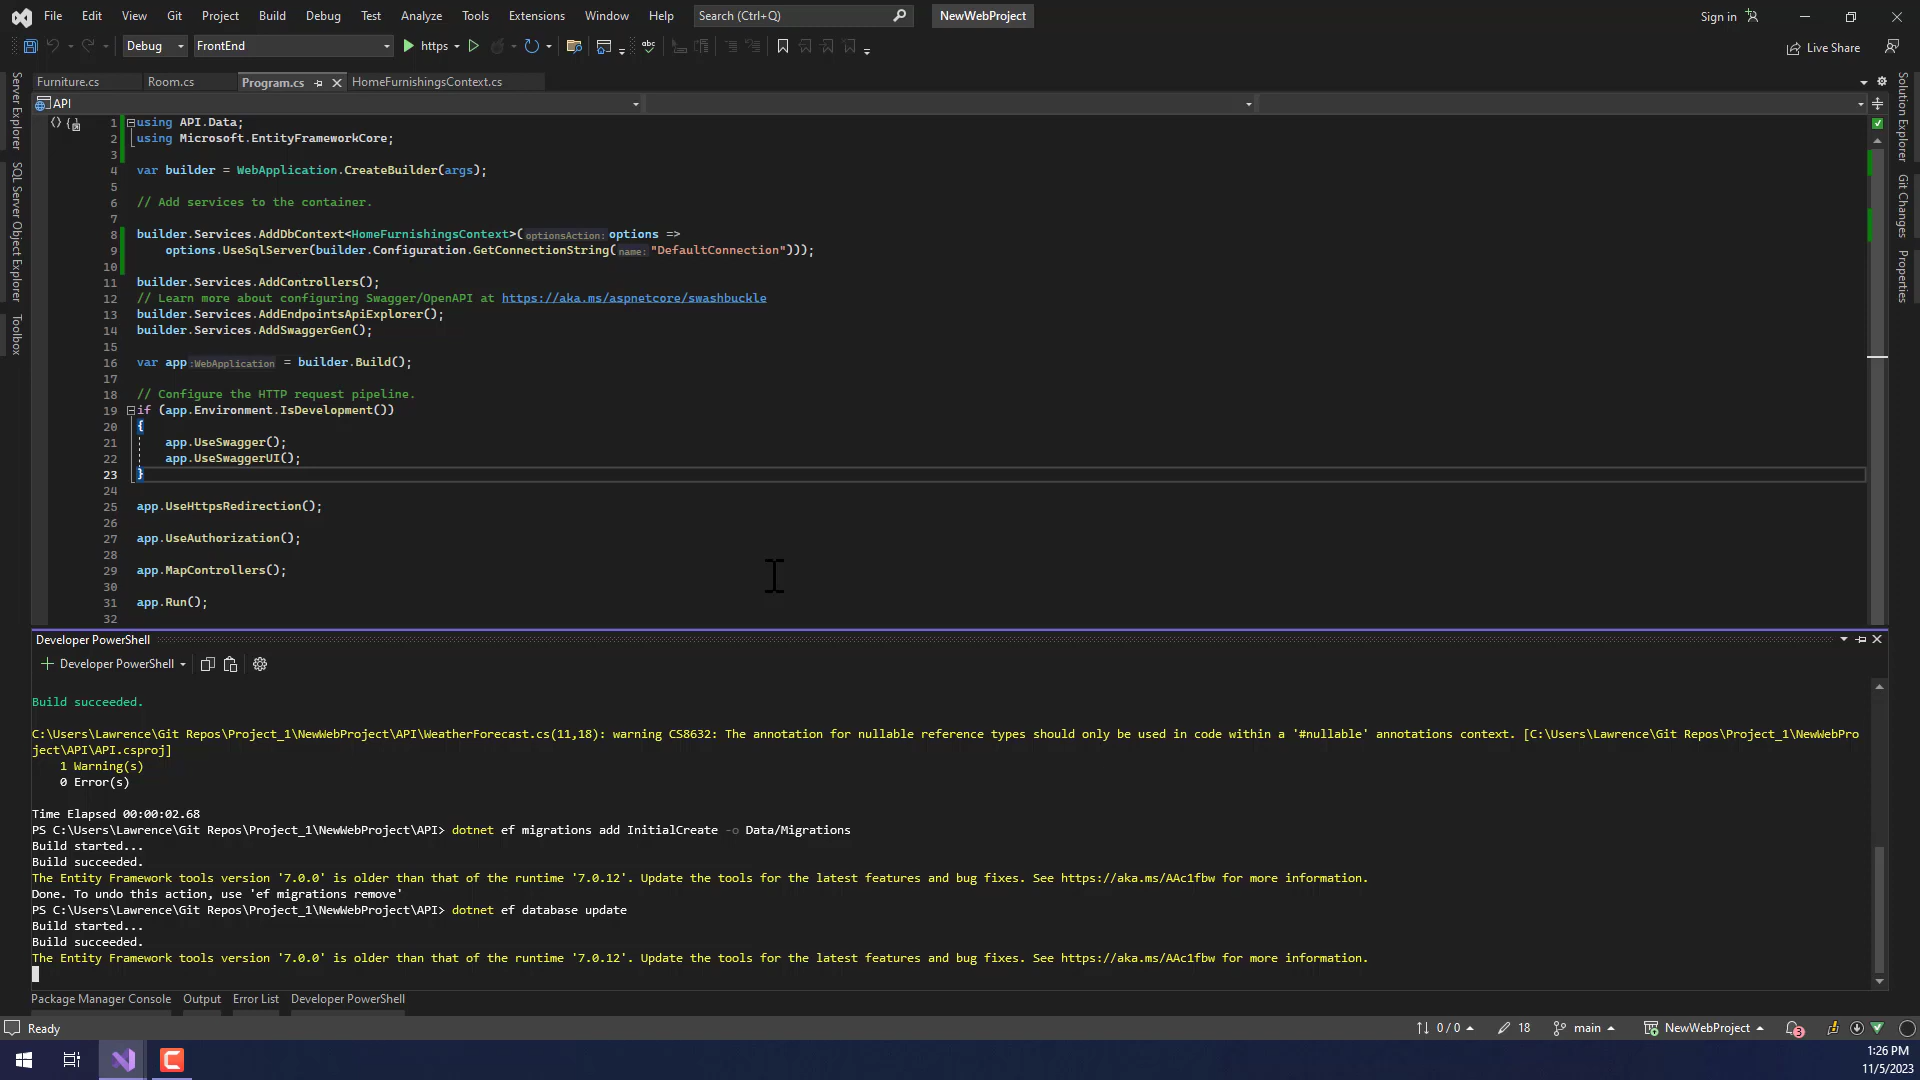 File Edit View Git Project Build Debug Test Analyze Tools Extensions Window Help Search (Ctrl+Q) NewWebProject Sign in
Debug FrontEnd https Live Share
Furniture.cs Room.cs Program.cs HomeFurnishingsContext.cs
API
1 using API.Data;
2 using Microsoft.EntityFrameworkCore;
3
4 var builder = WebApplication.CreateBuilder(args);
5
6 // Add services to the container.
7
8 builder.Services.AddDbContext<HomeFurnishingsContext>(optionsAction: options =>
9 options.UseSqlServer(builder.Configuration.GetConnectionString(name: "DefaultConnection")));
10
11 builder.Services.AddControllers();
12 // Learn more about configuring Swagger/OpenAPI at https://aka.ms/aspnetcore/swashbuckle
13 builder.Services.AddEndpointsApiExplorer();
14 builder.Services.AddSwaggerGen();
15
16 var app :WebApplication = builder.Build();
17
18 // Configure the HTTP request pipeline.
19 if (app.Environment.IsDevelopment())
20 {
21 app.UseSwagger();
22 app.UseSwaggerUI();
23 }
24
25 app.UseHttpsRedirection();
26
27 app.UseAuthorization();
28
29 app.MapControllers();
30
31 app.Run();
32
Server Explorer
SQL Server Object Explorer
Toolbox
Solution Explorer
Git Changes
Properties
Developer PowerShell
Developer PowerShell
Build succeeded.
C:\Users\Lawrence\Git Repos\Project_1\NewWebProject\API\WeatherForecast.cs(11,18): warning CS8632: The annotation for nullable reference types should only be used in code within a '#nullable' annotations context. [C:\Users\Lawrence\Git Repos\Project_1\NewWebPro
ject\API\API.csproj]
1 Warning(s)
0 Error(s)
Time Elapsed 00:00:02.68
PS C:\Users\Lawrence\Git Repos\Project_1\NewWebProject\API> dotnet ef migrations add InitialCreate -o Data/Migrations
Build started...
Build succeeded.
The Entity Framework tools version '7.0.0' is older than that of the runtime '7.0.12'. Update the tools for the latest features and bug fixes. See https://aka.ms/AAc1fbw for more information.
Done. To undo this action, use 'ef migrations remove'
PS C:\Users\Lawrence\Git Repos\Project_1\NewWebProject\API> dotnet ef database update
Build started...
Build succeeded.
The Entity Framework tools version '7.0.0' is older than that of the runtime '7.0.12'. Update the tools for the latest features and bug fixes. See https://aka.ms/AAc1fbw for more information.
Package Manager Console Output Error List Developer PowerShell
Ready 0 / 0 18 main NewWebProject 3
1:26 PM
11/5/2023